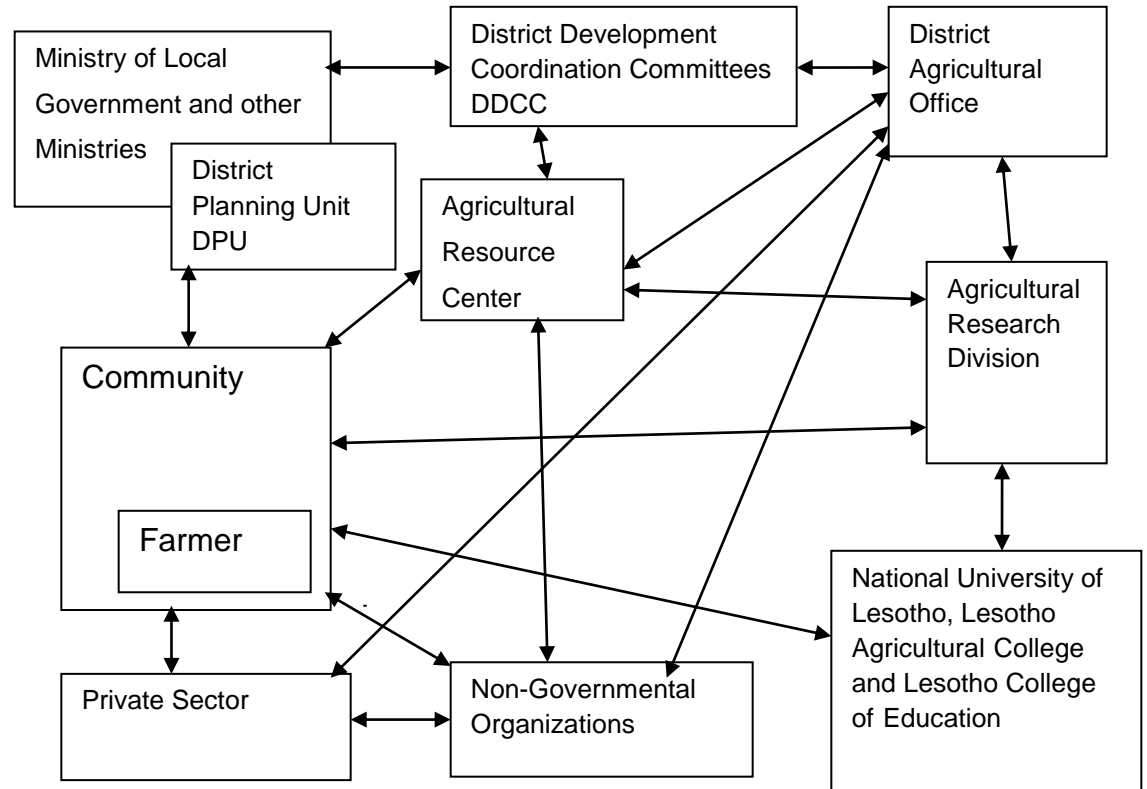 Ministry of Local
Government and other
Ministries
District
Planning Unit
DPU
District Development
Coordination Committees
DDCC
District
Agricultural
Office
Agricultural
Resource
Center
Agricultural
Research
Division
Community
Farmer
Private Sector
Non-Governmental
Organizations
National University of
Lesotho, Lesotho
Agricultural College
and Lesotho College
of Education